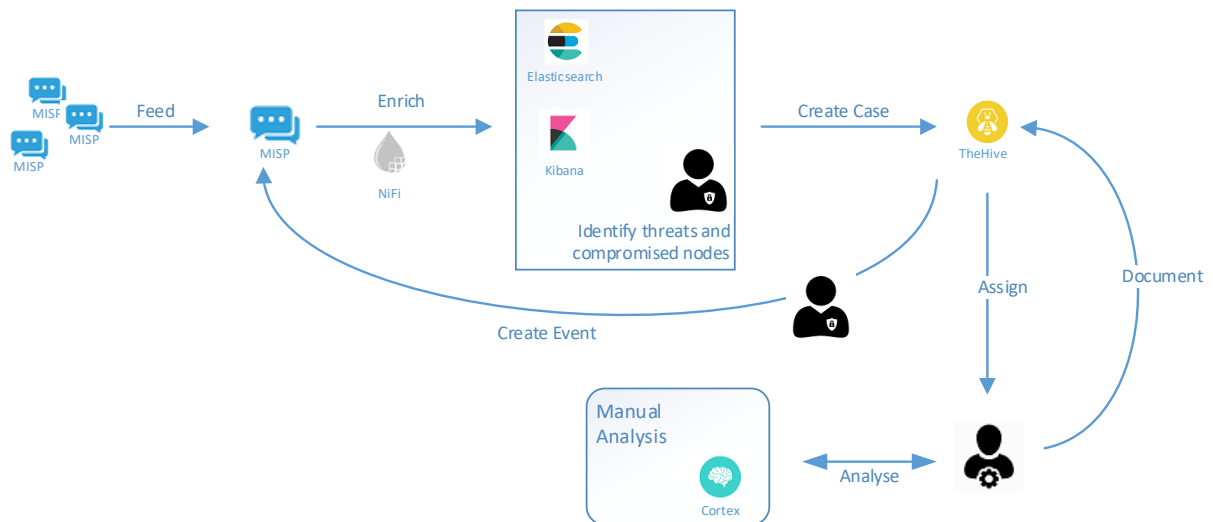 MISP
MISP
MISP
Feed
MISP
Enrich
NiFi
Elasticsearch
Kibana
Identify threats and
compromised nodes
Create Case
TheHive
Create Event
Assign
Document
Manual
Analysis
Cortex
Analyse